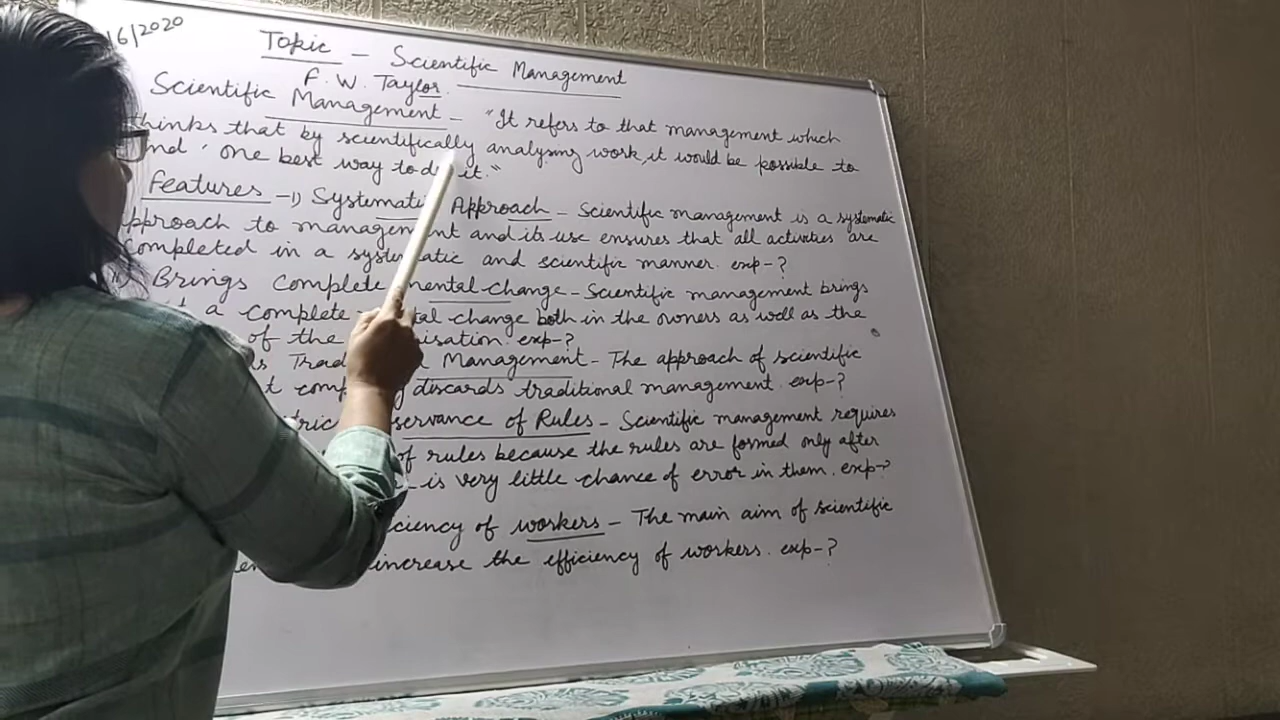 16/2020
Topic - Scientific Management
F. W. Taylor.
Scientific Management - "It refers to that management which
thinks that by scientifically analysing work, it would be possible to
one best way to do it."
Features - 1) Systematic Approach - Scientific management is a systematic
approach to management and its use ensures that all activities are
completed in a systematic and scientific manner. exp-?
Brings Complete mental change - Scientific management brings
a complete change both in the owners as well as the
of the exp-?
Management - The approach of scientific
discards traditional management. exp-?
of Rules - Scientific management requires
of rules because the rules are formed only after
is very little chance of error in them. exp-?
of workers - The main aim of scientific
increase the efficiency of workers. exp-?